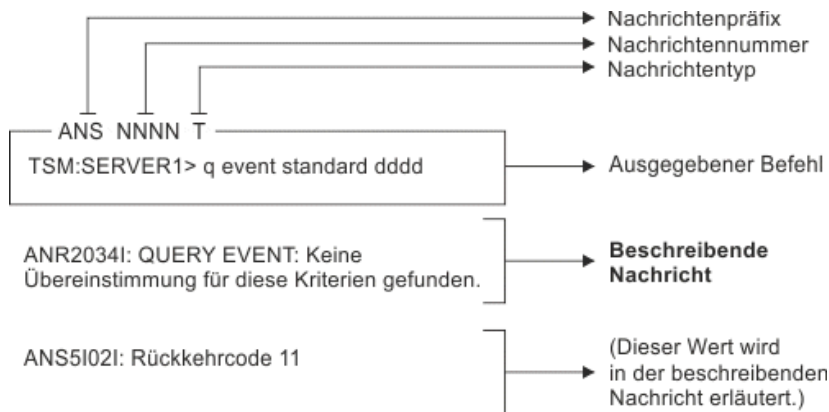 Nachrichtenpräfix
Nachrichtennummer
Nachrichtentyp
ANS NNNN T
TSM:SERVER1> q event standard dddd
Ausgegebener Befehl
ANR2034I: QUERY EVENT: Keine
Übereinstimmung für diese Kriterien gefunden.
Beschreibende
Nachricht
ANS5I02I: Rückkehrcode 11
(Dieser Wert wird
in der beschreibenden
Nachricht erläutert.)